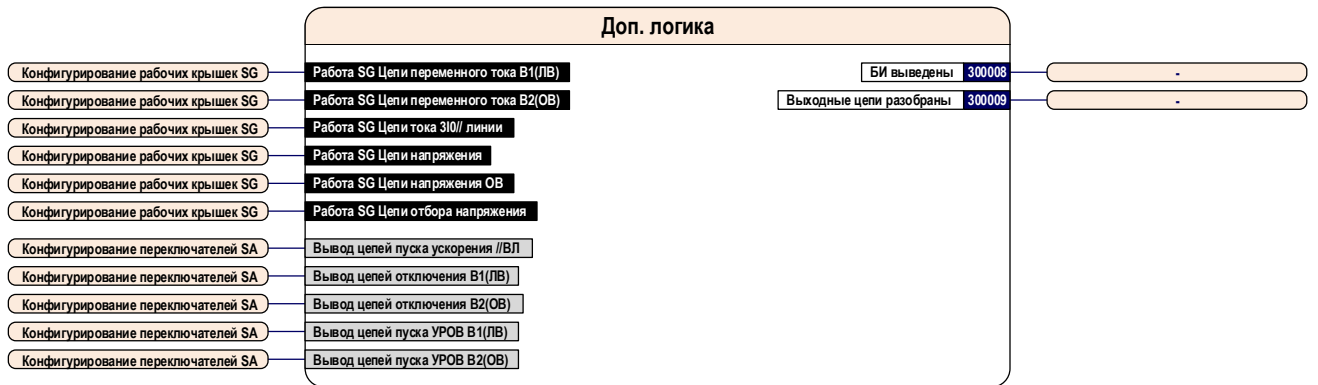 Доп. логика
Конфигурирование рабочих крышек SG Работа SG Цепи переменного тока В1(ЛВ) БИ выведены 300008 -
Конфигурирование рабочих крышек SG Работа SG Цепи переменного тока В2(ОВ) Выходные цепи разобраны 300009 -
Конфигурирование рабочих крышек SG Работа SG Цепи тока 3I0// линии
Конфигурирование рабочих крышек SG Работа SG Цепи напряжения
Конфигурирование рабочих крышек SG Работа SG Цепи напряжения ОВ
Конфигурирование рабочих крышек SG Работа SG Цепи отбора напряжения
Конфигурирование переключателей SA Вывод цепей пуска ускорения //ВЛ
Конфигурирование переключателей SA Вывод цепей отключения В1(ЛВ)
Конфигурирование переключателей SA Вывод цепей отключения В2(ОВ)
Конфигурирование переключателей SA Вывод цепей пуска УРОВ В1(ЛВ)
Конфигурирование переключателей SA Вывод цепей пуска УРОВ В2(ОВ)